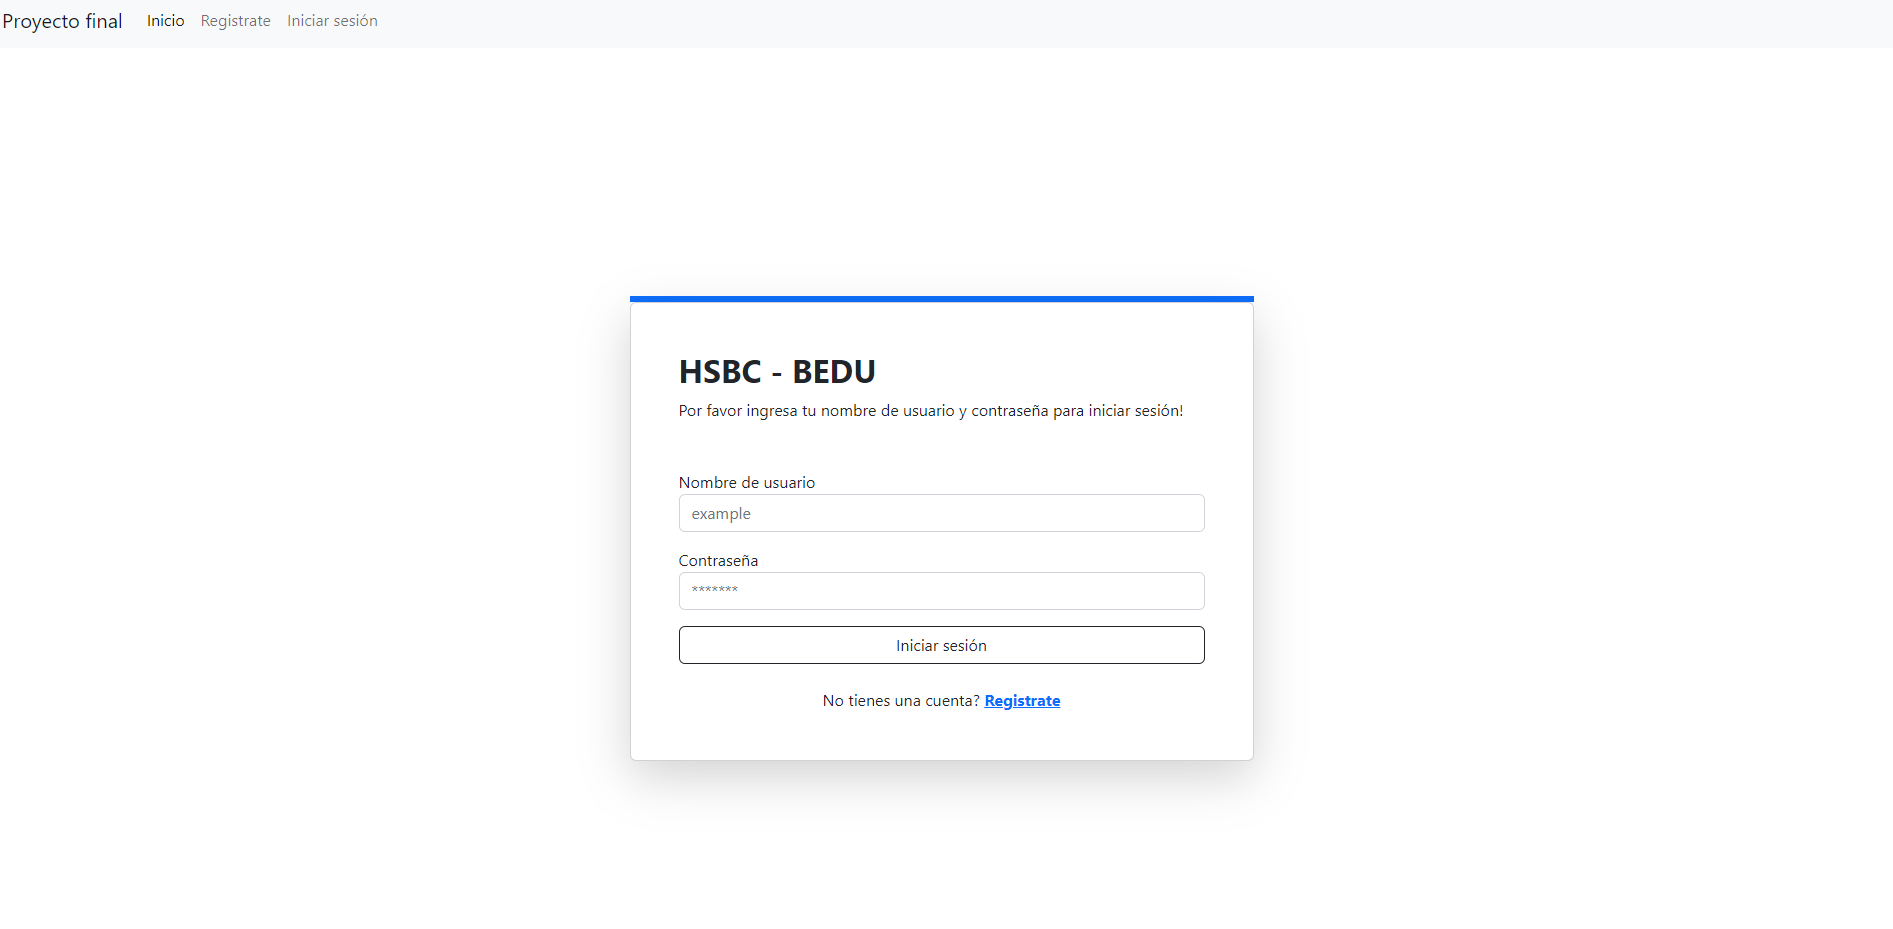 Proyecto final Inicio Registrate Iniciar sesión
HSBC - BEDU
Por favor ingresa tu nombre de usuario y contraseña para iniciar sesión!
Nombre de usuario
example
Contraseña
*******
Iniciar sesión
No tienes una cuenta? Registrate